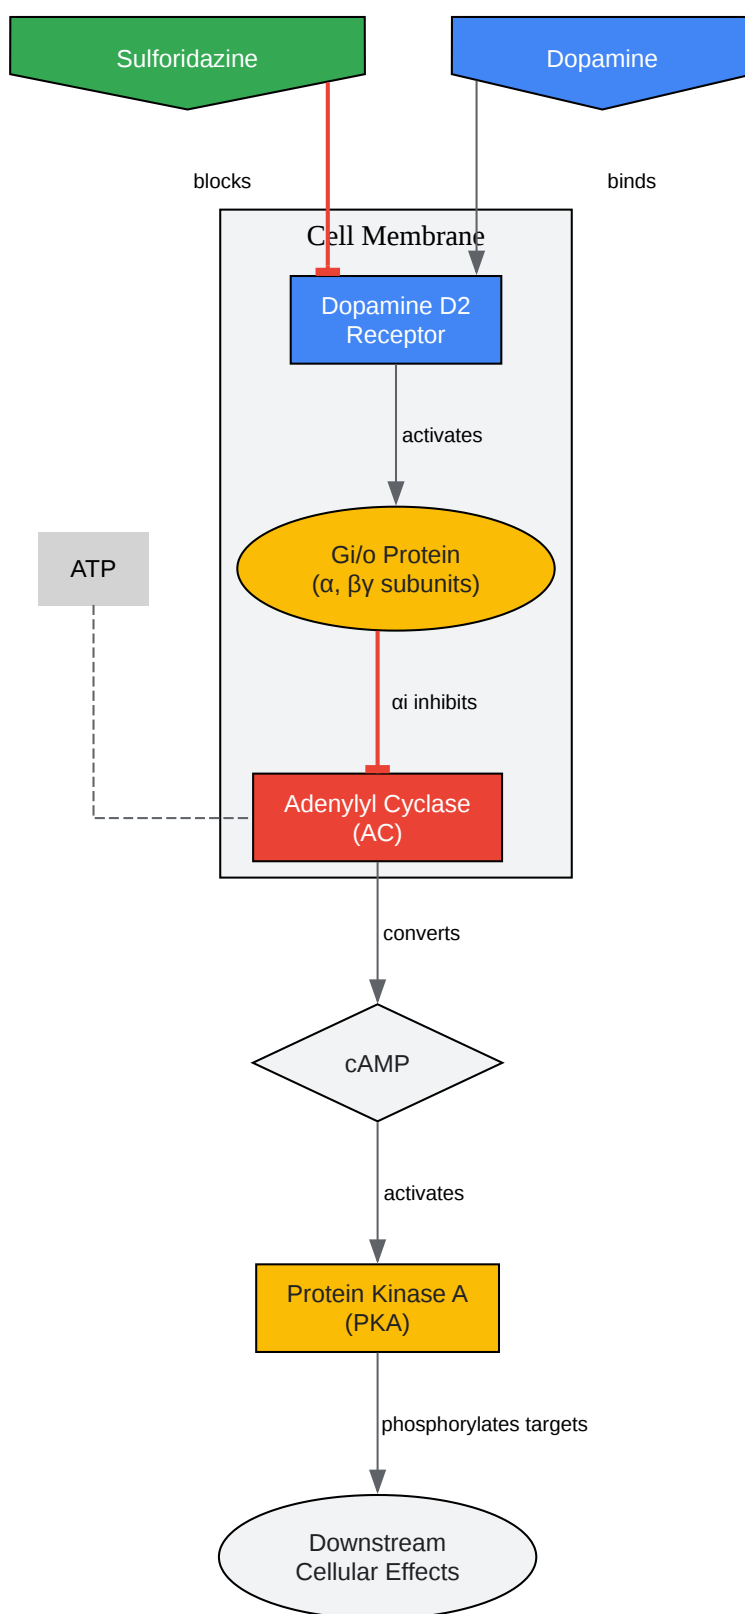 Sulforidazine
Dopamine
blocks
binds
Cell Membrane
Dopamine D2
Receptor
activates
Gi/o Protein
(α, βγ subunits)
ATP
αi inhibits
Adenylyl Cyclase
(AC)
converts
cAMP
activates
Protein Kinase A
(PKA)
phosphorylates targets
Downstream
Cellular Effects